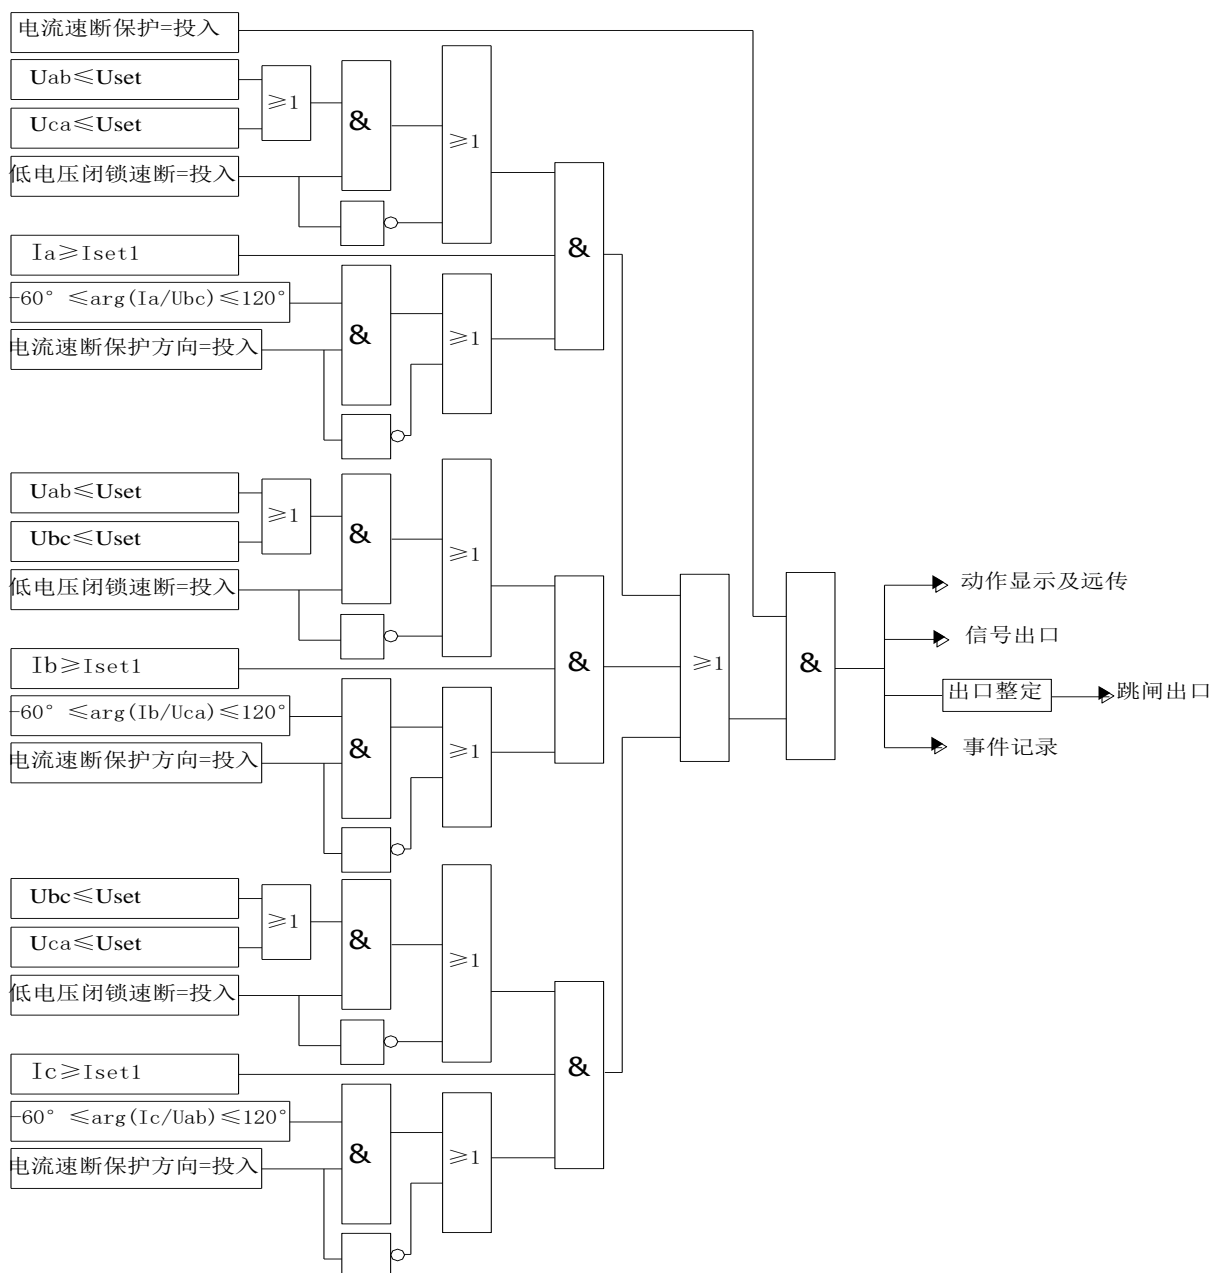 电流速断保护=投入
Uab≤Uset
≥1
&
≥1
Uca≤Uset
低电压闭锁速断=投入
&
Ia≥Iset1
-60° ≤arg(Ia/Ubc)≤120°
&
≥1
电流速断保护方向=投入
Uab≤Uset
≥1
&
≥1
Ubc≤Uset
低电压闭锁速断=投入
&
Ib≥Iset1
-60° ≤arg(Ib/Uca)≤120°
&
≥1
电流速断保护方向=投入
≥1
&
动作显示及远传
信号出口
出口整定
跳闸出口
事件记录
Ubc≤Uset
≥1
&
≥1
Uca≤Uset
低电压闭锁速断=投入
&
Ic≥Iset1
-60° ≤arg(Ic/Uab)≤120°
&
≥1
电流速断保护方向=投入